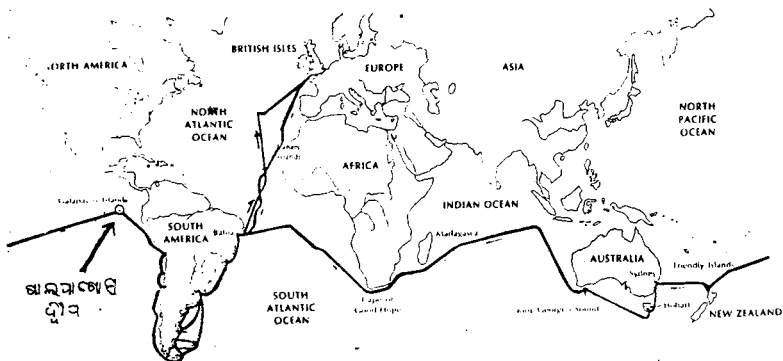 BRITISH ISLES
NORTH AMERICA
EUROPE
ASIA
NORTH
ATLANTIC
OCEAN
NORTH
PACIFIC
OCEAN
AFRICA
Galapagos Islands
INDIAN OCEAN
SOUTH
AMERICA
Bahia
Madagascar
AUSTRALIA
Sydney
Friendly Islands
ଗାଲାପାଗୋସ
ଦ୍ୱୀପ
SOUTH
ATLANTIC
OCEAN
Cape of
Good Hope
King George's Sound
Hobart
NEW ZEALAND